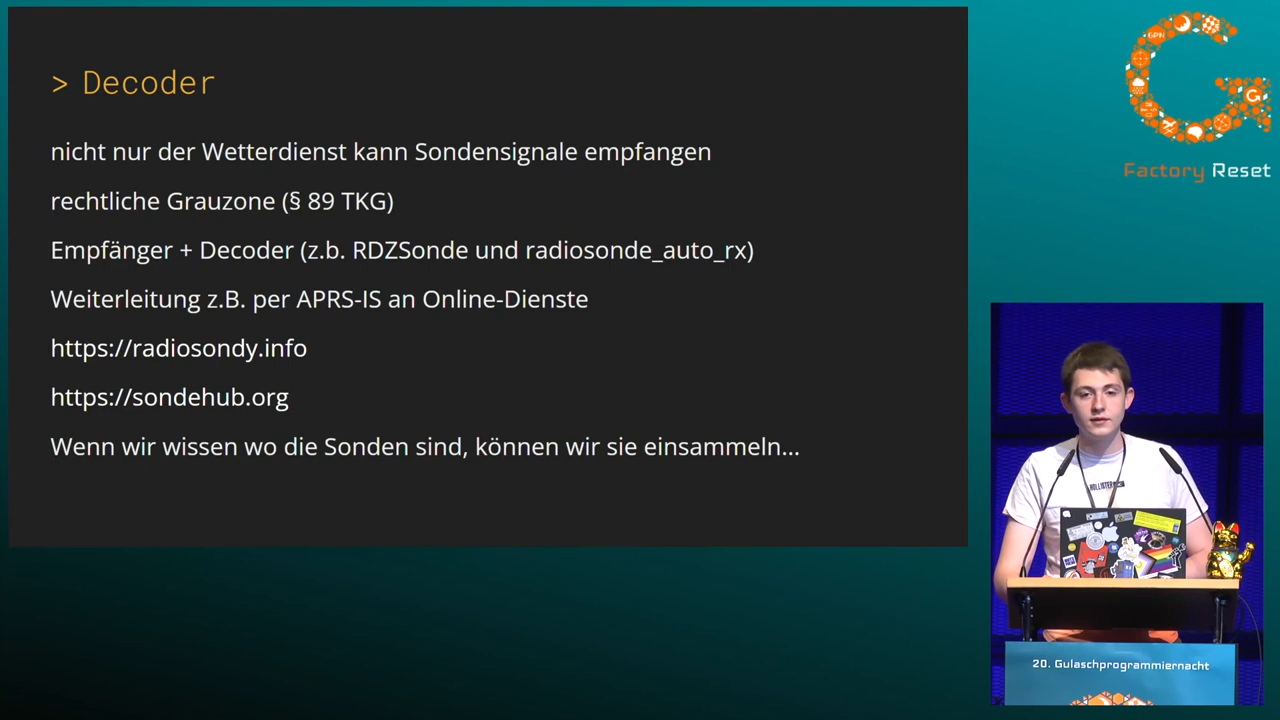 > Decoder
nicht nur der Wetterdienst kann Sondensignale empfangen
rechtliche Grauzone (§ 89 TKG)
Empfänger + Decoder (z.b. RDZSonde und radiosonde_auto_rx)
Weiterleitung z.B. per APRS-IS an Online-Dienste
https://radiosondy.info
https://sondehub.org
Wenn wir wissen wo die Sonden sind, können wir sie einsammeln...
GPN
G
Factory Reset
HOLLISTER
20. Gulaschprogrammiernacht